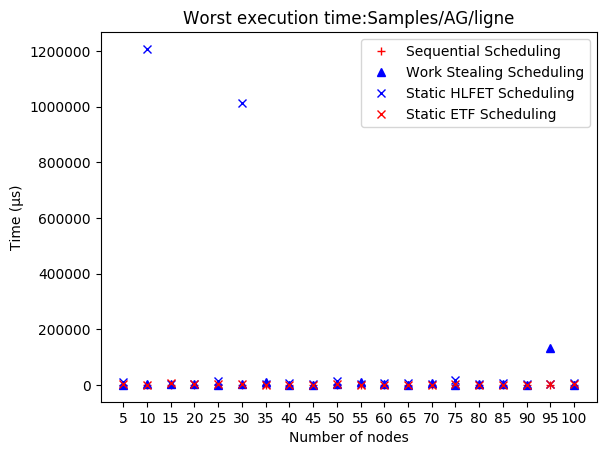 Worst execution time:Samples/AG/ligne
Sequential Scheduling
Work Stealing Scheduling
Static HLFET Scheduling
Static ETF Scheduling
Time (µs)
1200000
1000000
800000
600000
400000
200000
0
5 10 15 20 25 30 35 40 45 50 55 60 65 70 75 80 85 90 95 100
Number of nodes